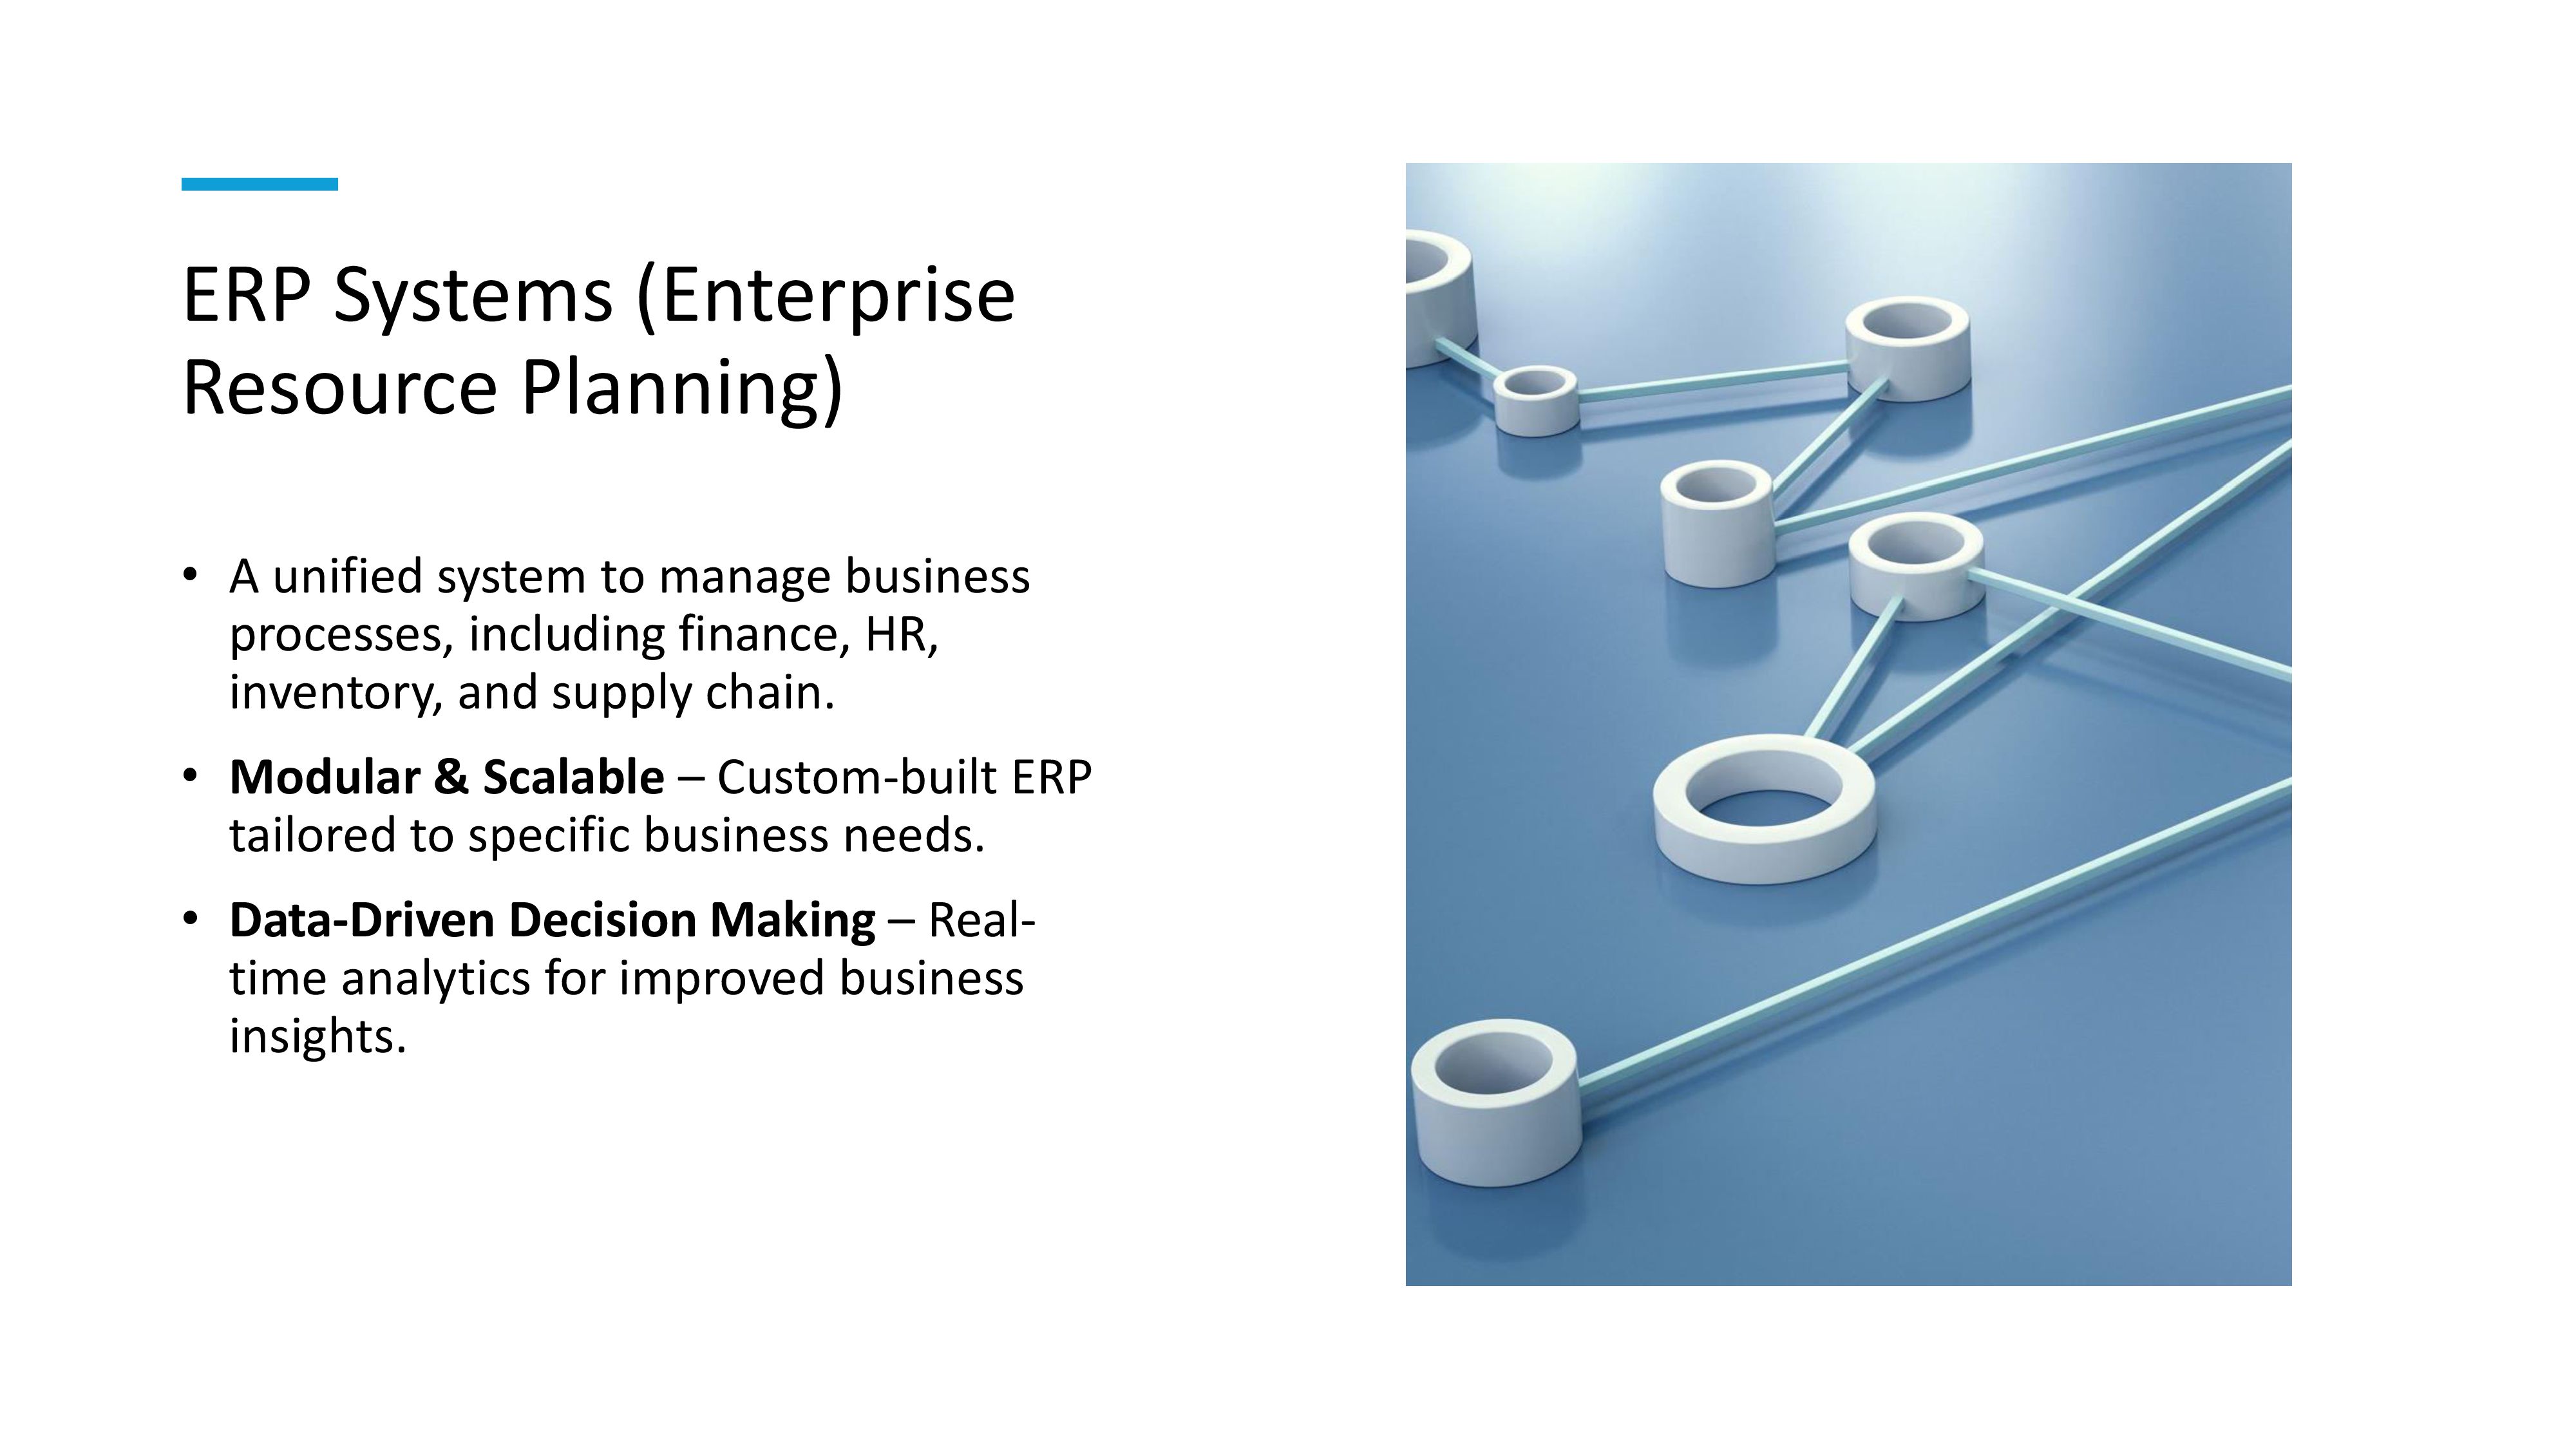 ERP Systems (Enterprise
Resource Planning)
• A unified system to manage business
processes, including finance, HR,
inventory, and supply chain.
• Modular & Scalable – Custom-built ERP
tailored to specific business needs.
• Data-Driven Decision Making – Real-
time analytics for improved business
insights.